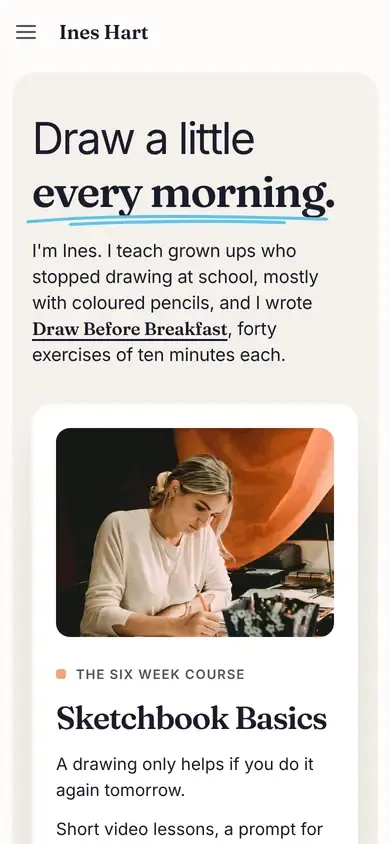 Ines Hart
Draw a little
every morning.
I'm Ines. I teach grown ups who
stopped drawing at school, mostly
with coloured pencils, and I wrote
Draw Before Breakfast, forty
exercises of ten minutes each.
THE SIX WEEK COURSE
Sketchbook Basics
A drawing only helps if you do it
again tomorrow.
Short video lessons, a prompt for